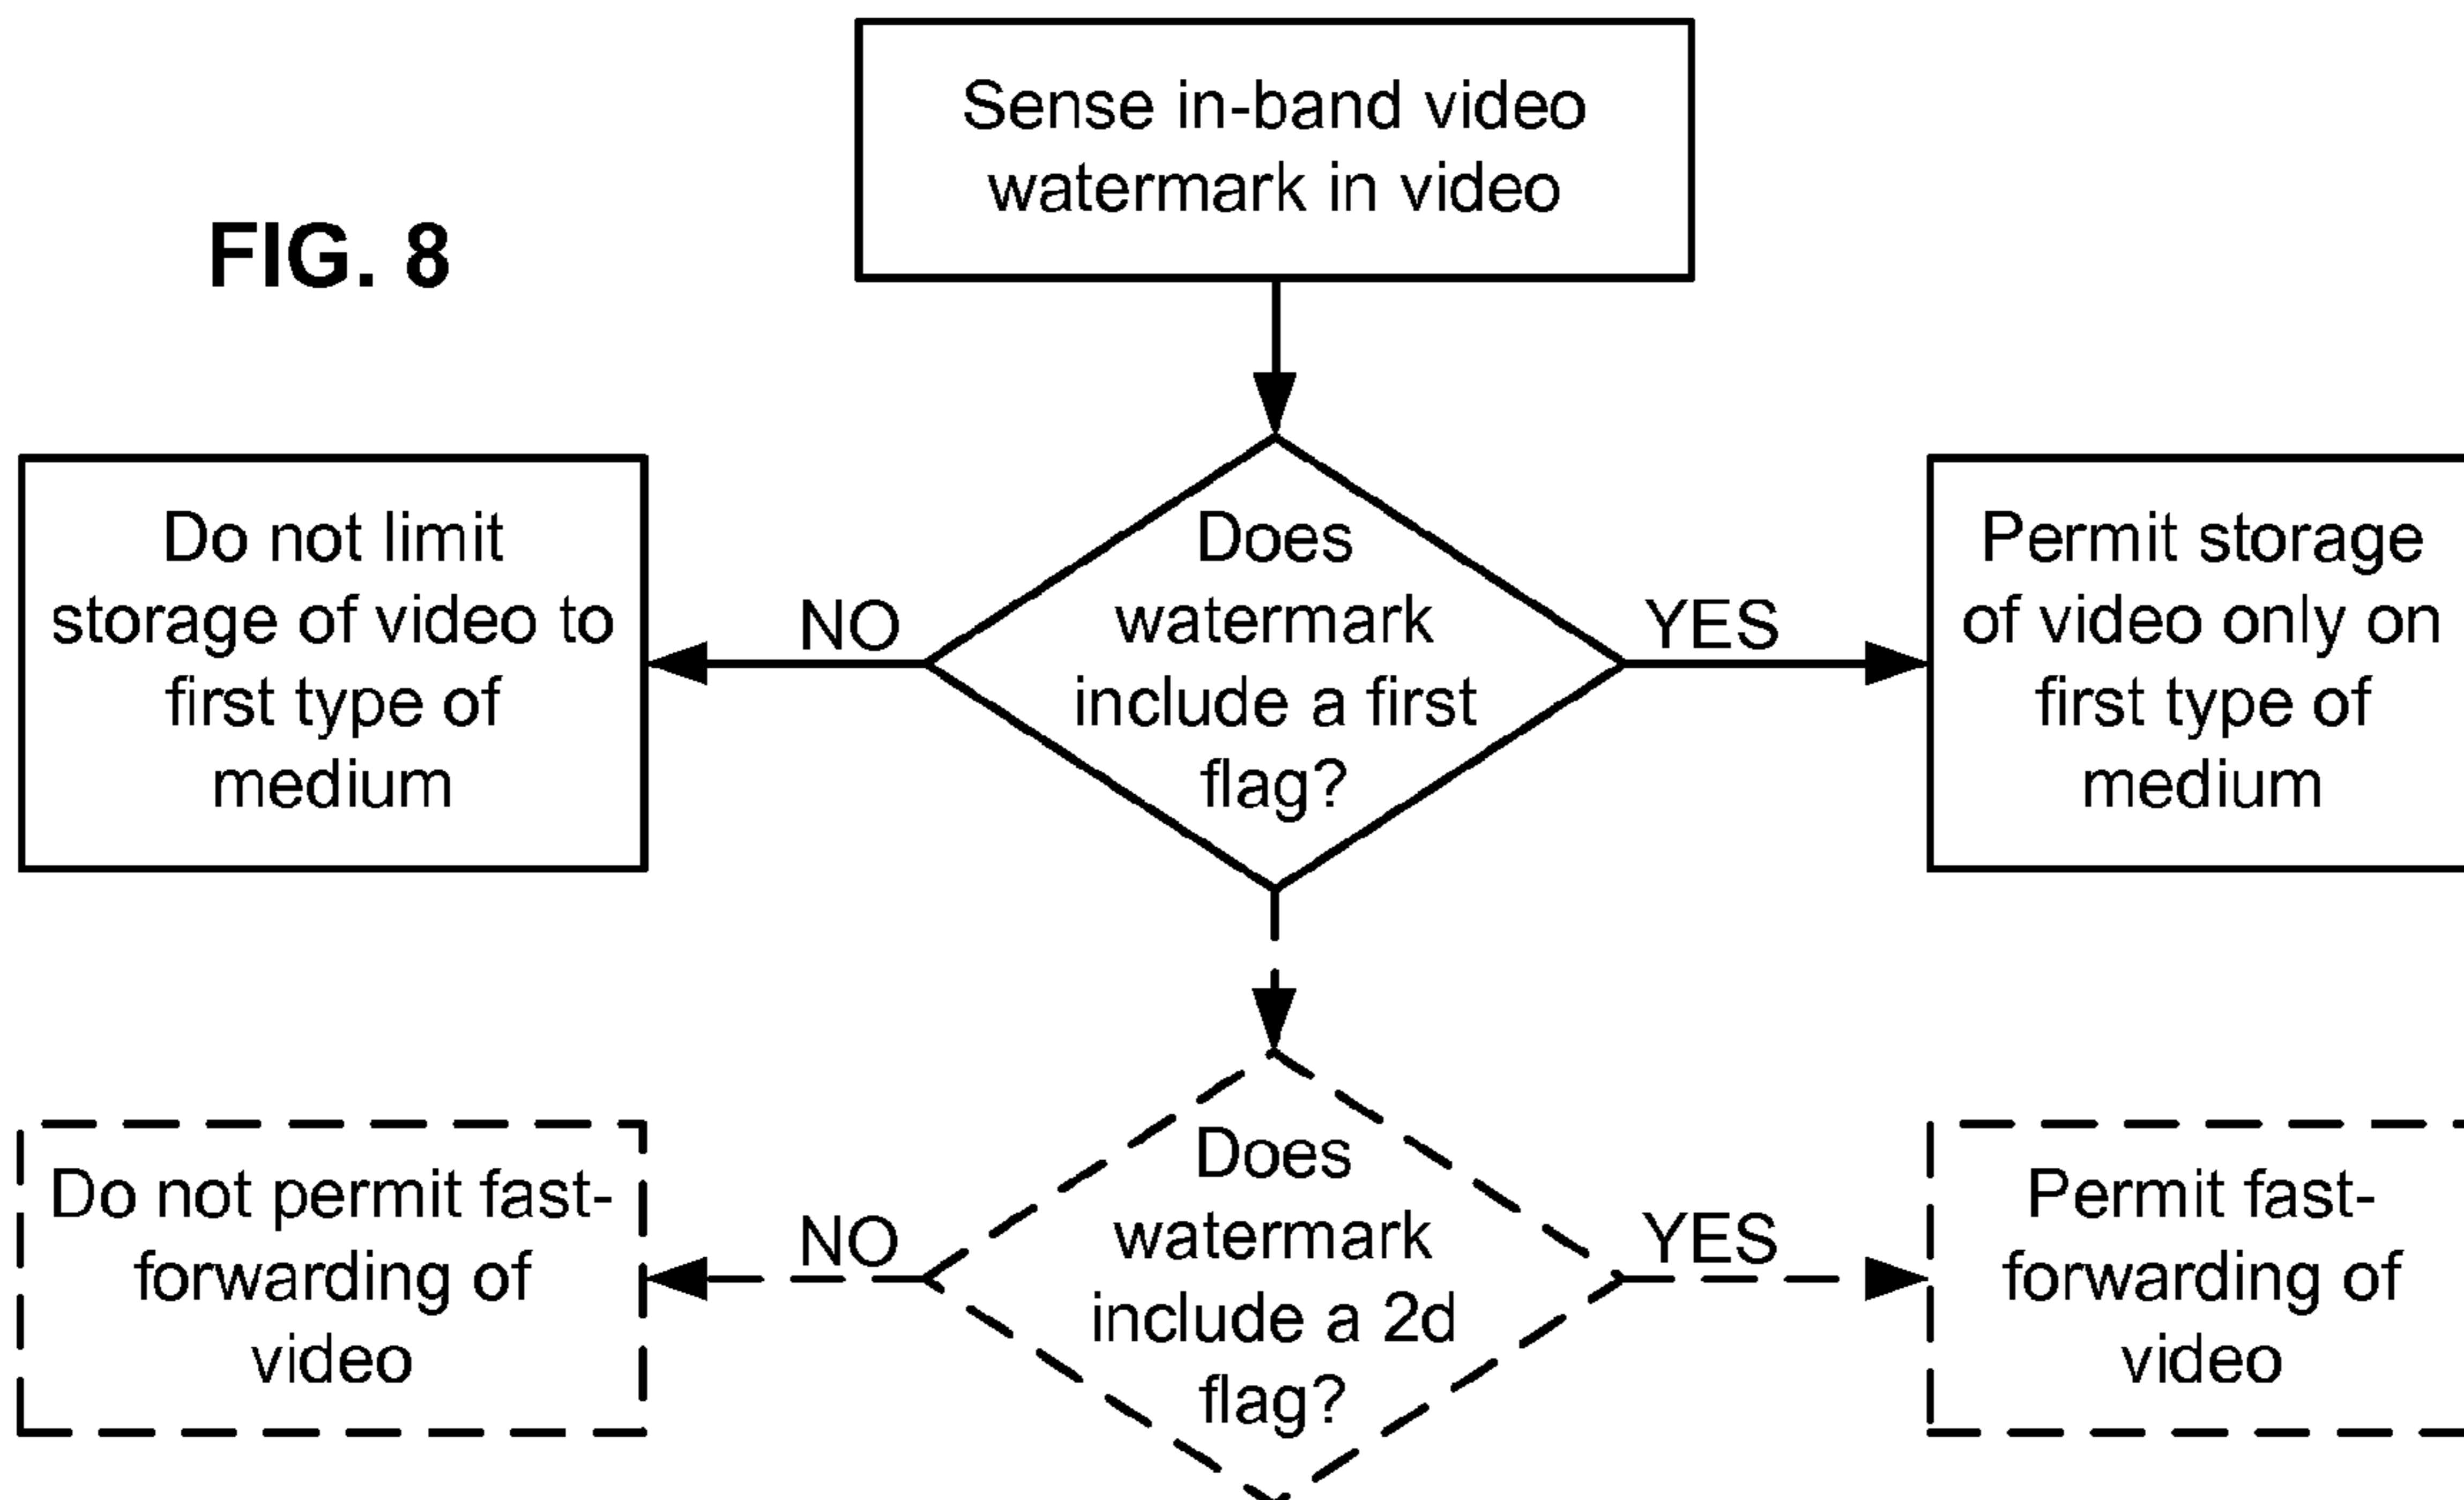 Sense in-band video
watermark in video
FIG. 8
Do not limit
storage of video to
first type of
medium
NO
Does
watermark
include a first
flag?
YES
Permit storage
of video only on
first type of
medium
Do not permit fast-
forwarding of
video
NO
Does
watermark
include a 2d
flag?
YES
Permit fast-
forwarding of
video